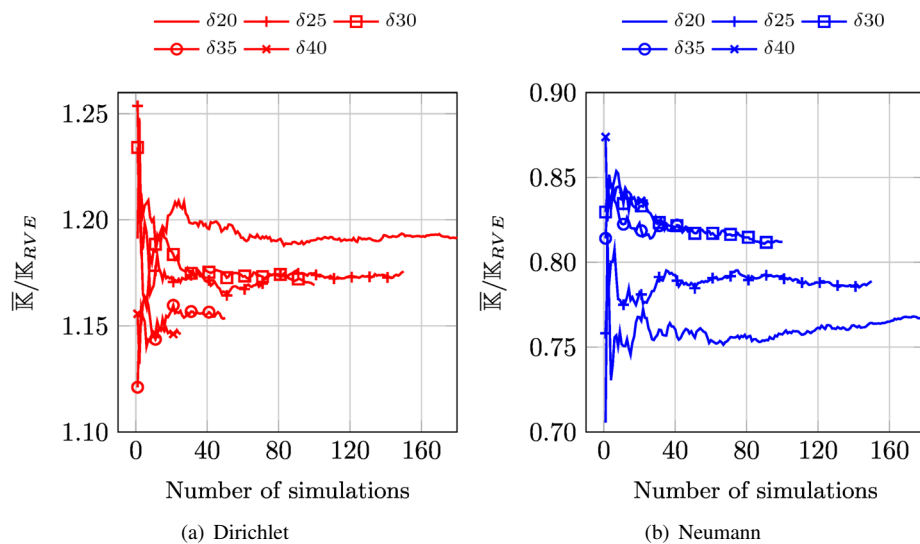 δ20 δ25 δ30
δ35 δ40
1.25
1.20
1.15
1.10
0 40 80 120 160
K̅/K_RVE
Number of simulations
(a) Dirichlet
δ20 δ25 δ30
δ35 δ40
0.90
0.85
0.80
0.75
0.70
0 40 80 120 160
K̅/K_RVE
Number of simulations
(b) Neumann